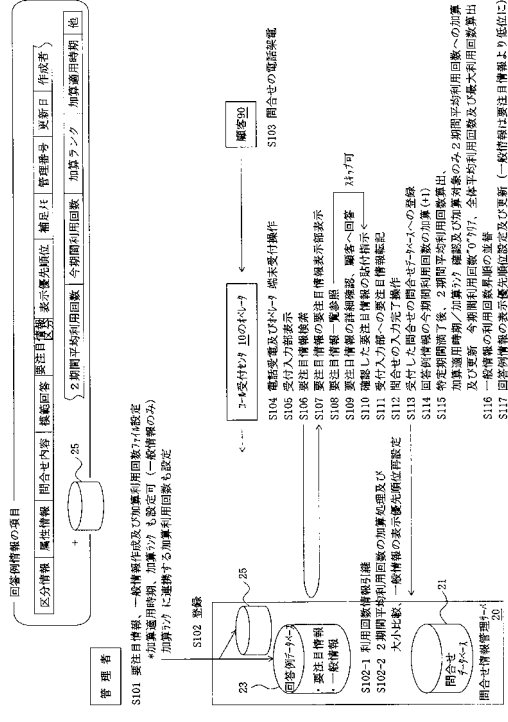 回答例情報の項目
区分情報 属性情報 問合せ内容 模範回答 要注目情報区分 表示優先順位 補足メモ 管理番号 更新日 作成者
+ 25 2期間平均利用回数 今期間利用回数 加算ランク 加算適用時期 他
管理者
S101 要注目情報、一般情報作成及び加算利用回数ファイル設定
*加算適用時期、加算ランクも設定可(一般情報のみ)
加算ランクに連携する加算利用回数も設定
コール受付センタ10のオペレータ
顧客90
S103 問合せの電話架電
S102 登録
23
25
回答例データベース
・要注目情報
・一般情報
S102-1 利用回数情報引継
S102-2 2期間平均利用回数の加算処理及び
大小比較、一般情報の表示優先順位再設定
21
問合せ
データベース
問合せ情報管理サーバ 20
S104 電話受電及びオペレータ端末受付操作
S105 受付入力部表示
S106 要注目情報検索
S107 要注目情報の要注目情報表示部表示
S108 要注目情報一覧参照
S109 要注目情報の詳細確認、顧客へ回答
スキップ可
S110 確認した要注目情報の貼付指示
S111 受付入力部への要注目情報転記
S112 問合せの入力完了操作
S113 受付した問合せの問合せデータベースへの登録
S114 回答例情報の今期間利用回数の加算(+1)
S115 特定期間満了後、2期間平均利用回数算出、
加算適用時期/加算ランク確認及び加算対象のみ2期間平均利用回数への加算
及び更新 今期間利用回数"0"クリア、全体平均利用回数及び最大利用回数算出
S116 一般情報の利用回数昇順の並替
S117 回答例情報の表示優先順位設定及び更新(一般情報は要注目情報より低位に)